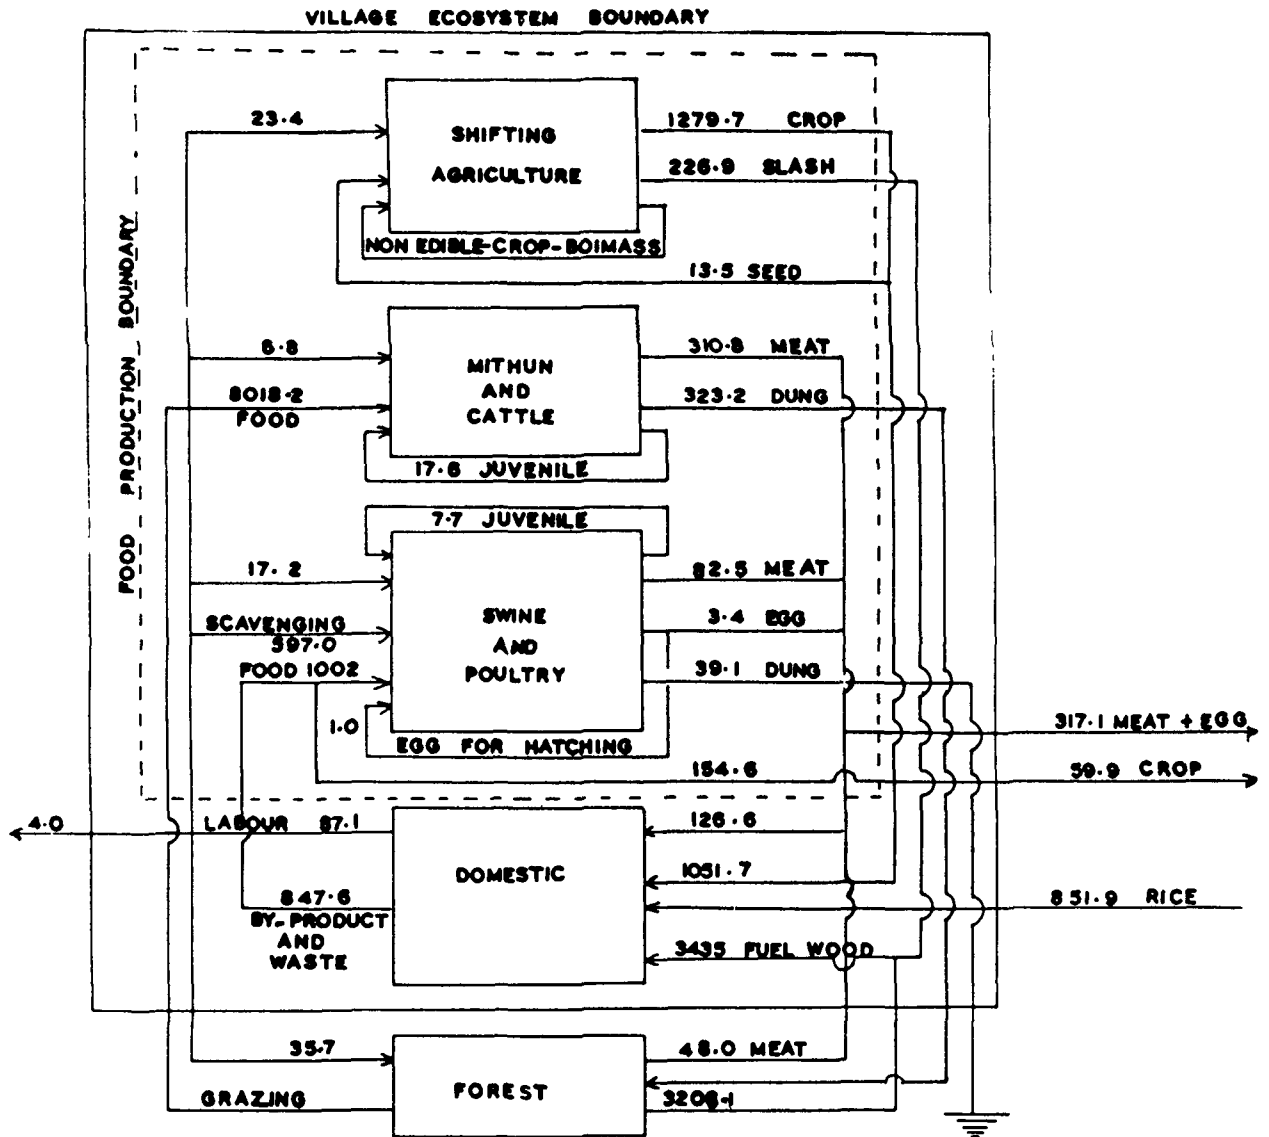 VILLAGE ECOSYSTEM BOUNDARY
FOOD PRODUCTION BOUNDARY
23.4
SHIFTING
AGRICULTURE
1279.7 CROP
226.9 SLASH
NON EDIBLE-CROP-BOIMASS
13.5 SEED
6.8
8018.2
FOOD
MITHUN
AND
CATTLE
310.8 MEAT
323.2 DUNG
17.6 JUVENILE
7.7 JUVENILE
17.2
SCAVENGING
597.0
FOOD 1002
1.0
SWINE
AND
POULTRY
82.5 MEAT
3.4 EGG
39.1 DUNG
EGG FOR HATCHING
317.1 MEAT + EGG
154.6
59.9 CROP
4.0
LABOUR 87.1
DOMESTIC
126.6
1051.7
847.6
BY-PRODUCT
AND
WASTE
851.9 RICE
3435 FUEL WOOD
35.7
FOREST
48.0 MEAT
GRAZING
3208.1